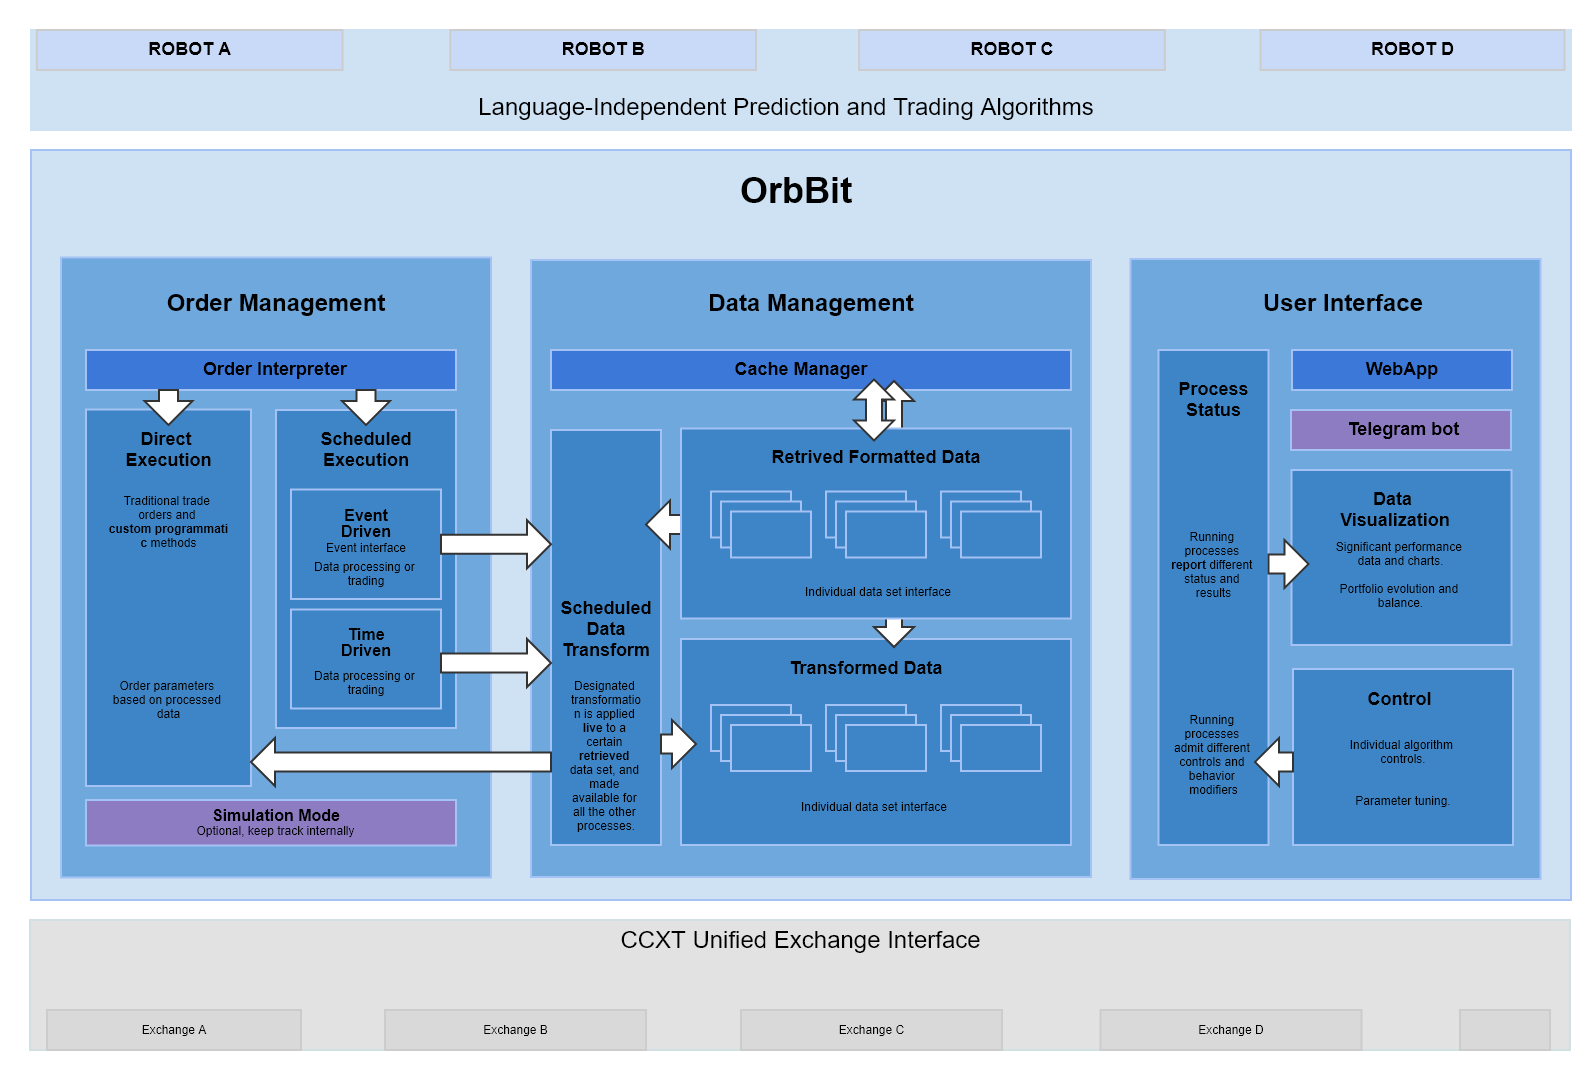 ROBOT A
ROBOT B
ROBOT C
ROBOT D
Language-Independent Prediction and Trading Algorithms
OrbBit
Order Management
Order Interpreter
Direct
Execution
Traditional trade
orders and
custom programmati
c methods
Order parameters
based on processed
data
Scheduled
Execution
Event
Driven
Event interface
Data processing or
trading
Time
Driven
Data processing or
trading
Simulation Mode
Optional, keep track internally
Data Management
Cache Manager
Scheduled
Data
Transform
Designated
transformatio
n is applied
live to a
certain
retrieved
data set, and
made
available for
all the other
processes.
Retrived Formatted Data
Individual data set interface
Transformed Data
Individual data set interface
User Interface
Process
Status
Running
processes
report different
status and
results
Running
processes
admit different
controls and
behavior
modifiers
WebApp
Telegram bot
Data
Visualization
Significant performance
data and charts.
Portfolio evolution and
balance.
Control
Individual algorithm
controls.
Parameter tuning.
CCXT Unified Exchange Interface
Exchange A
Exchange B
Exchange C
Exchange D